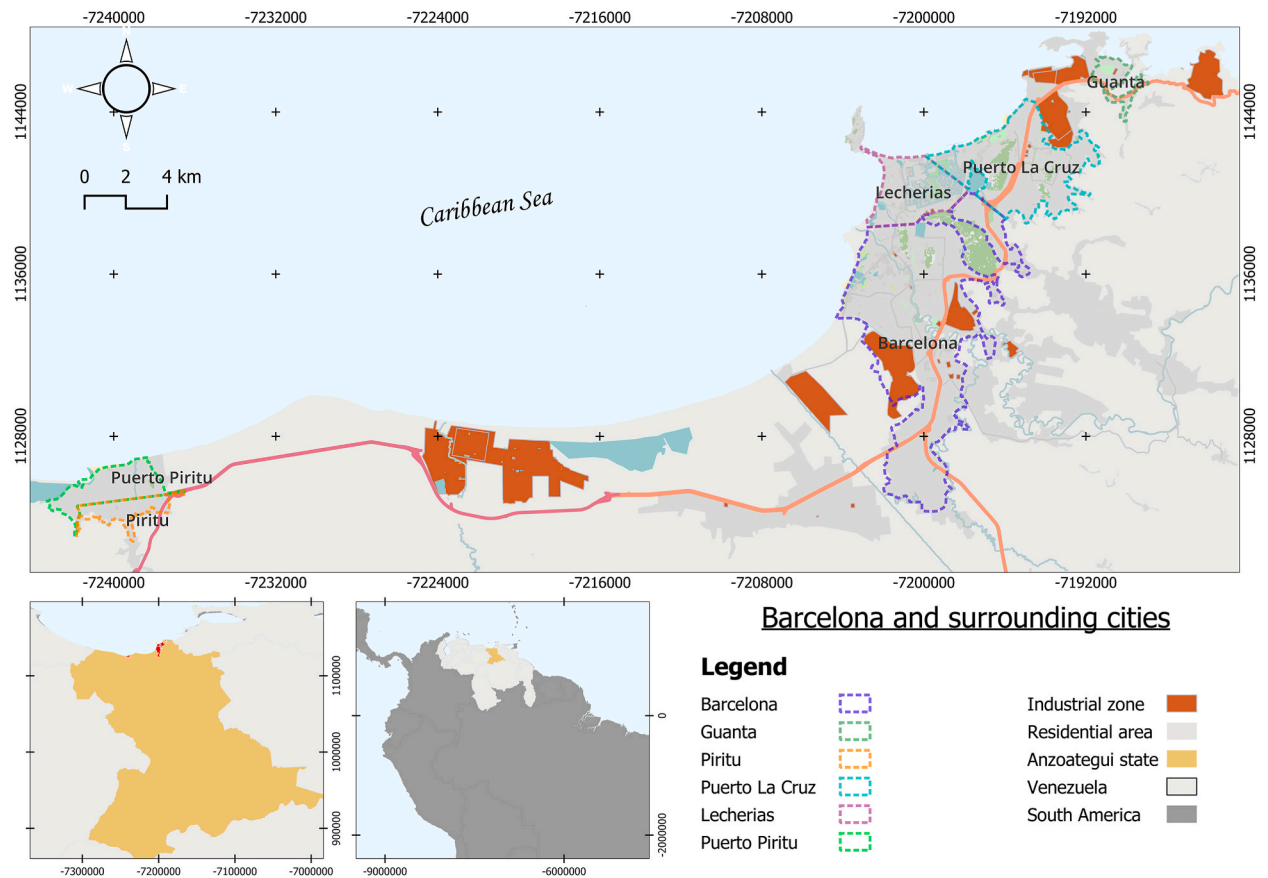 -7240000 -7232000 -7224000 -7216000 -7208000 -7200000 -7192000
N
W E
S
1144000 1144000
1136000 1136000
1128000 1128000
0 2 4 km
Caribbean Sea
Guanta
Puerto La Cruz
Lecherias
Barcelona
Puerto Piritu
Piritu
-7240000 -7232000 -7224000 -7216000 -7208000 -7200000 -7192000
1100000
1000000
900000
-7300000 -7200000 -7100000 -7000000
0
-2000000
-9000000 -6000000
Barcelona and surrounding cities
Legend
Barcelona
Guanta
Piritu
Puerto La Cruz
Lecherias
Puerto Piritu
Industrial zone
Residential area
Anzoategui state
Venezuela
South America